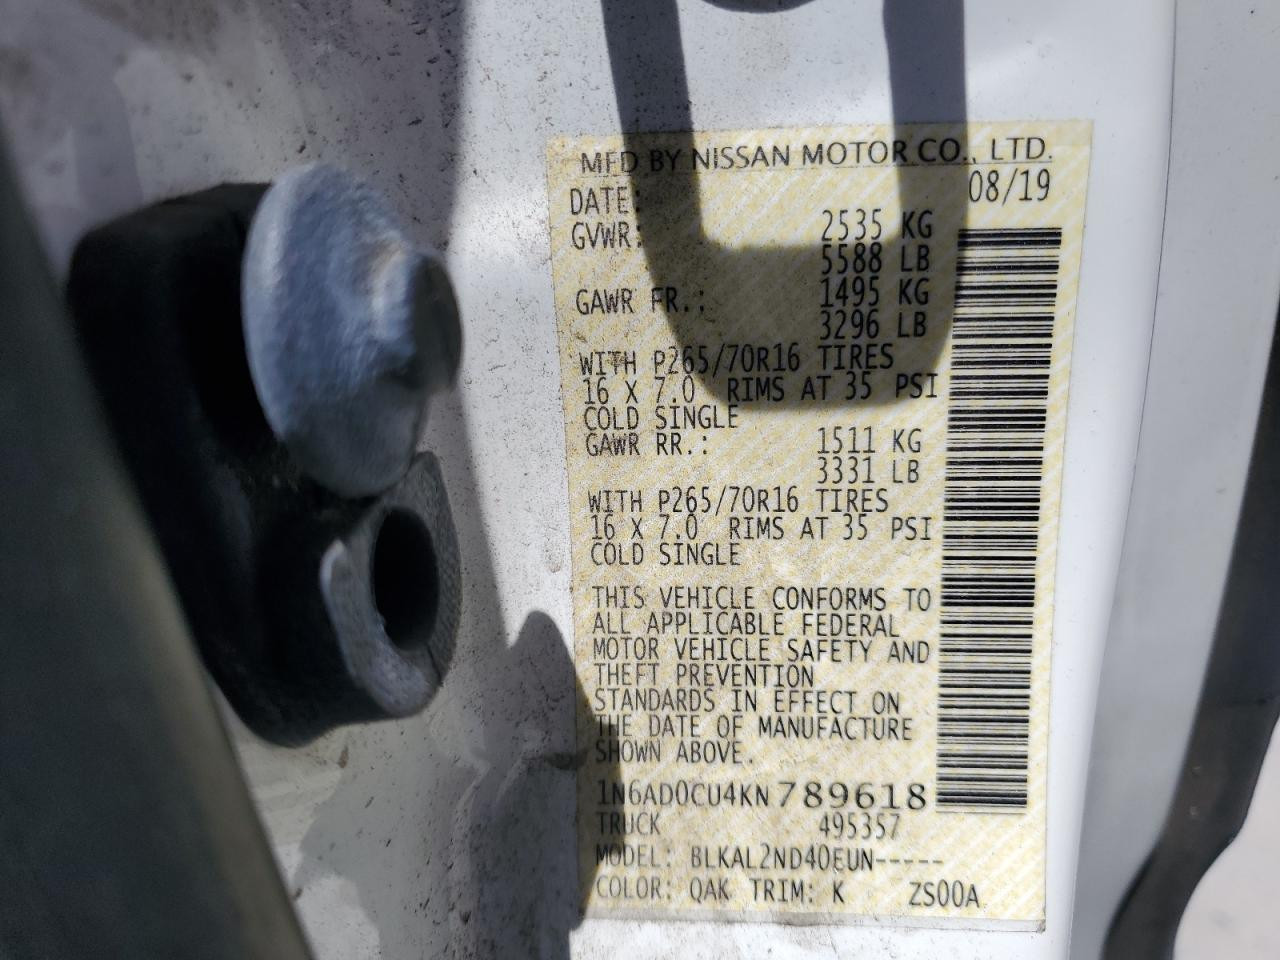 MFD BY NISSAN MOTOR CO., LTD.
DATE: 08/19
GVWR: 2535 KG
5588 LB
GAWR FR.: 1495 KG
3296 LB
WITH P265/70R16 TIRES
16 X 7.0 RIMS AT 35 PSI
COLD SINGLE
GAWR RR.: 1511 KG
3331 LB
WITH P265/70R16 TIRES
16 X 7.0 RIMS AT 35 PSI
COLD SINGLE
THIS VEHICLE CONFORMS TO
ALL APPLICABLE FEDERAL
MOTOR VEHICLE SAFETY AND
THEFT PREVENTION
STANDARDS IN EFFECT ON
THE DATE OF MANUFACTURE
SHOWN ABOVE.
1N6AD0CU4KN789618
TRUCK 495357
MODEL: BLKAL2ND40EUN-----
COLOR: QAK TRIM: K ZS00A